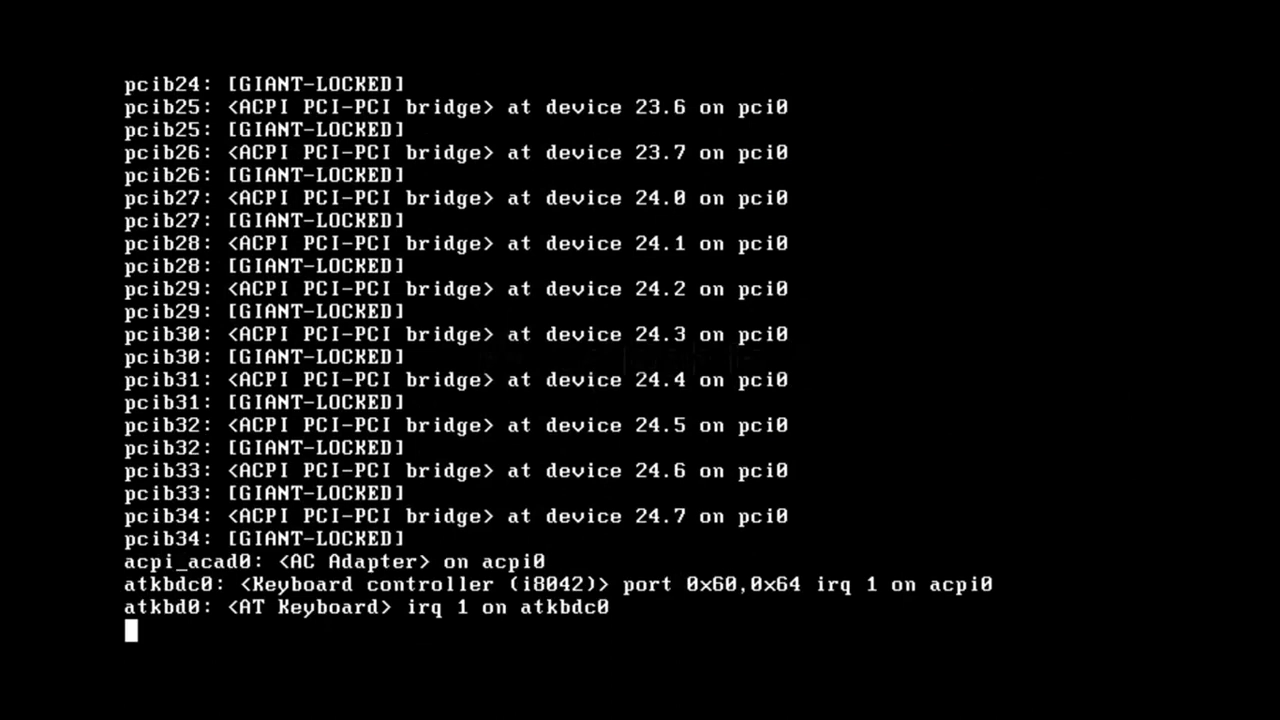 pcib24: [GIANT-LOCKED]
pcib25: <ACPI PCI-PCI bridge> at device 23.6 on pci0
pcib25: [GIANT-LOCKED]
pcib26: <ACPI PCI-PCI bridge> at device 23.7 on pci0
pcib26: [GIANT-LOCKED]
pcib27: <ACPI PCI-PCI bridge> at device 24.0 on pci0
pcib27: [GIANT-LOCKED]
pcib28: <ACPI PCI-PCI bridge> at device 24.1 on pci0
pcib28: [GIANT-LOCKED]
pcib29: <ACPI PCI-PCI bridge> at device 24.2 on pci0
pcib29: [GIANT-LOCKED]
pcib30: <ACPI PCI-PCI bridge> at device 24.3 on pci0
pcib30: [GIANT-LOCKED]
pcib31: <ACPI PCI-PCI bridge> at device 24.4 on pci0
pcib31: [GIANT-LOCKED]
pcib32: <ACPI PCI-PCI bridge> at device 24.5 on pci0
pcib32: [GIANT-LOCKED]
pcib33: <ACPI PCI-PCI bridge> at device 24.6 on pci0
pcib33: [GIANT-LOCKED]
pcib34: <ACPI PCI-PCI bridge> at device 24.7 on pci0
pcib34: [GIANT-LOCKED]
acpi_acad0: <AC Adapter> on acpi0
atkbdc0: <Keyboard controller (i8042)> port 0x60,0x64 irq 1 on acpi0
atkbd0: <AT Keyboard> irq 1 on atkbdc0